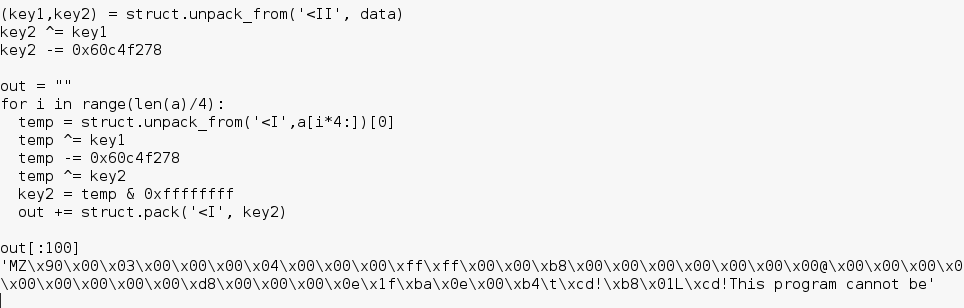 (key1,key2) = struct.unpack_from('<II', data)
key2 ^= key1
key2 -= 0x60c4f278
out = ""
for i in range(len(a)/4):
temp = struct.unpack_from('<I',a[i*4:])[0]
temp ^= key1
temp -= 0x60c4f278
temp ^= key2
key2 = temp & 0xffffffff
out += struct.pack('<I', key2)
out[:100]
'MZ\x90\x00\x03\x00\x00\x00\x04\x00\x00\x00\xff\xff\x00\x00\xb8\x00\x00\x00\x00\x00\x00\x00@\x00\x00\x00\x0
\x00\x00\x00\x00\x00\xd8\x00\x00\x00\x0e\x1f\xba\x0e\x00\xb4\t\xcd!\xb8\x01L\xcd!This program cannot be'